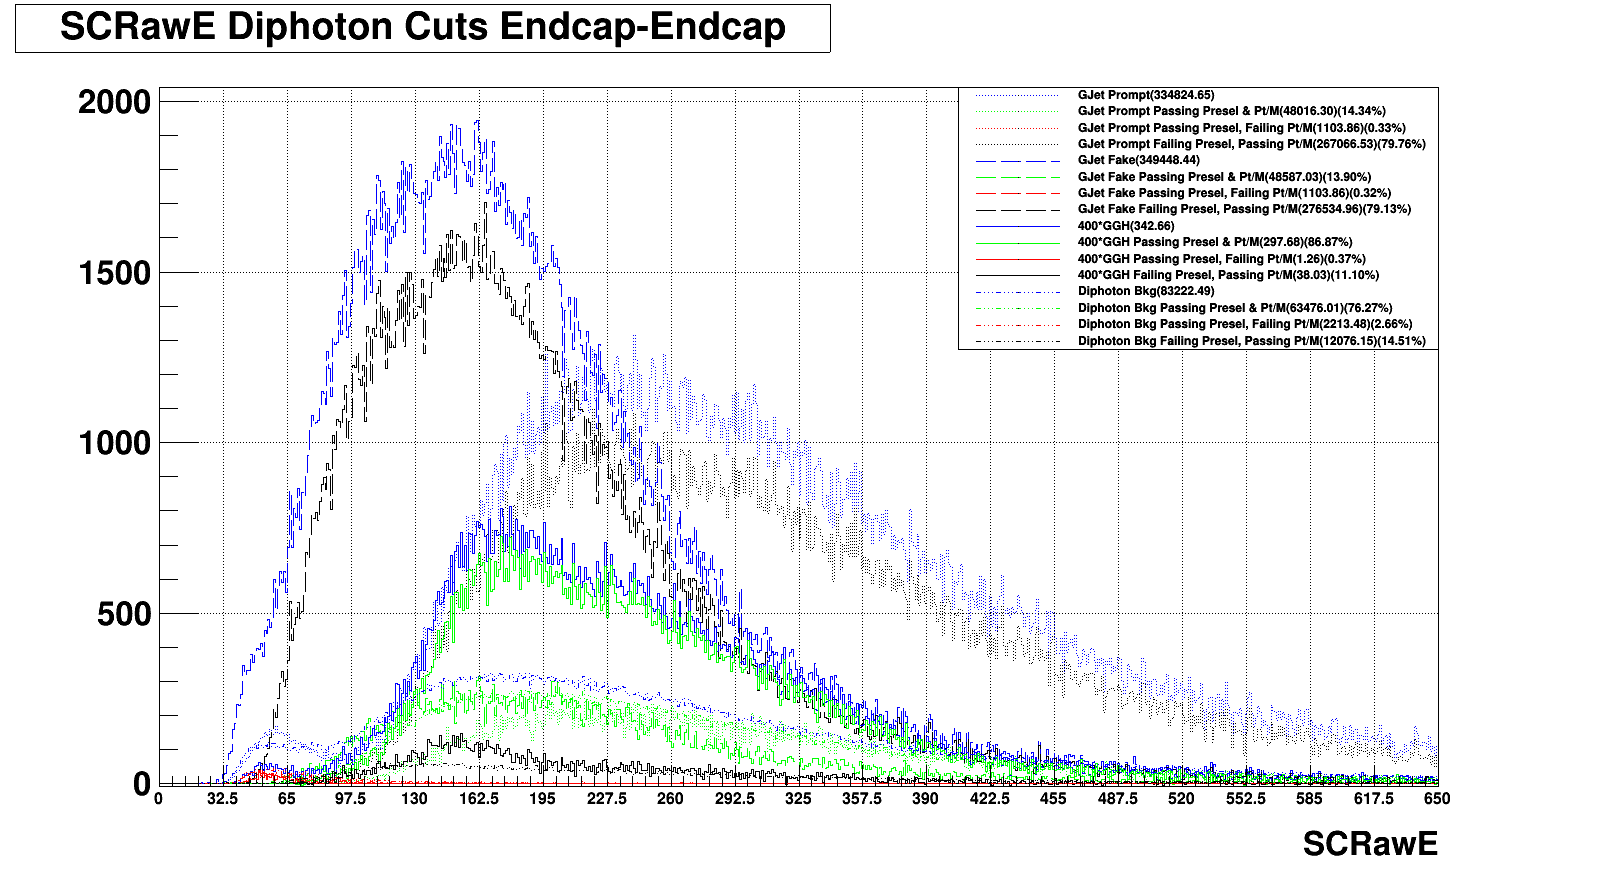 SCRawE Diphoton Cuts Endcap-Endcap
2000
1500
1000
500
0
GJet Prompt(334824.65)
GJet Prompt Passing Presel & Pt/M(48016.30)(14.34%)
GJet Prompt Passing Presel, Failing Pt/M(1103.86)(0.33%)
GJet Prompt Failing Presel, Passing Pt/M(267066.53)(79.76%)
GJet Fake(349448.44)
GJet Fake Passing Presel & Pt/M(48587.03)(13.90%)
GJet Fake Passing Presel, Failing Pt/M(1103.86)(0.32%)
GJet Fake Failing Presel, Passing Pt/M(276534.96)(79.13%)
400*GGH(342.66)
400*GGH Passing Presel & Pt/M(297.68)(86.87%)
400*GGH Passing Presel, Failing Pt/M(1.26)(0.37%)
400*GGH Failing Presel, Passing Pt/M(38.03)(11.10%)
Diphoton Bkg(83222.49)
Diphoton Bkg Passing Presel & Pt/M(63476.01)(76.27%)
Diphoton Bkg Passing Presel, Failing Pt/M(2213.48)(2.66%)
Diphoton Bkg Failing Presel, Passing Pt/M(12076.15)(14.51%)
0 32.5 65 97.5 130 162.5 195 227.5 260 292.5 325 357.5 390 422.5 455 487.5 520 552.5 585 617.5 650
SCRawE